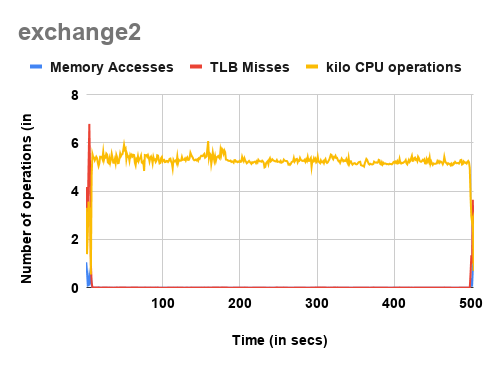 exchange2
Memory Accesses TLB Misses kilo CPU operations
Number of operations (in
8
6
4
2
0
100 200 300 400 500
Time (in secs)